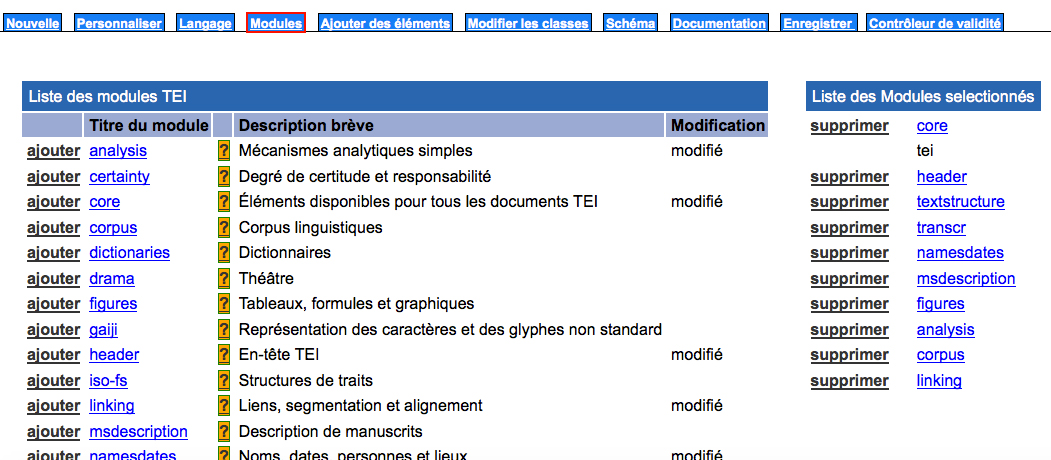 Nouvelle Personnaliser Langage Modules Ajouter des éléments Modifier les classes Schéma Documentation Enregistrer Contrôleur de validité
Liste des modules TEI
Titre du module Description brève Modification
ajouter analysis ? Mécanismes analytiques simples modifié
ajouter certainty ? Degré de certitude et responsabilité
ajouter core ? Éléments disponibles pour tous les documents TEI modifié
ajouter corpus ? Corpus linguistiques
ajouter dictionaries ? Dictionnaires
ajouter drama ? Théâtre
ajouter figures ? Tableaux, formules et graphiques
ajouter gaiji ? Représentation des caractères et des glyphes non standard
ajouter header ? En-tête TEI modifié
ajouter iso-fs ? Structures de traits
ajouter linking ? Liens, segmentation et alignement modifié
ajouter msdescription ? Description de manuscrits
ajouter namesdates ? Noms, dates, personnes et lieux modifié
Liste des Modules selectionnés
supprimer core
tei
supprimer header
supprimer textstructure
supprimer transcr
supprimer namesdates
supprimer msdescription
supprimer figures
supprimer analysis
supprimer corpus
supprimer linking